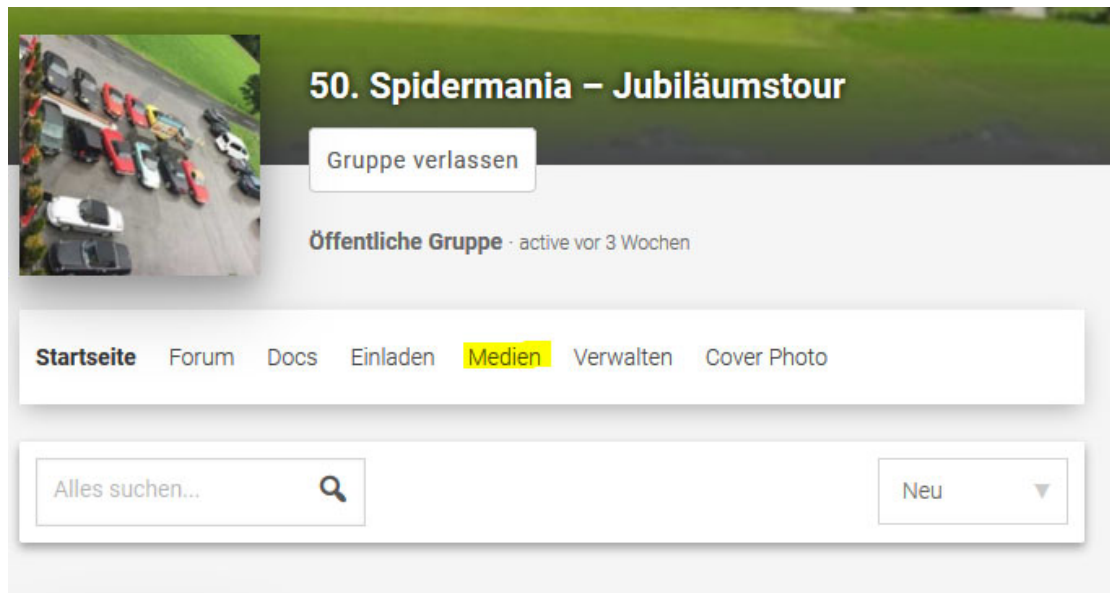 50. Spidermania – Jubiläumstour
Gruppe verlassen
Öffentliche Gruppe · active vor 3 Wochen
Startseite Forum Docs Einladen Medien Verwalten Cover Photo
Alles suchen... Neu